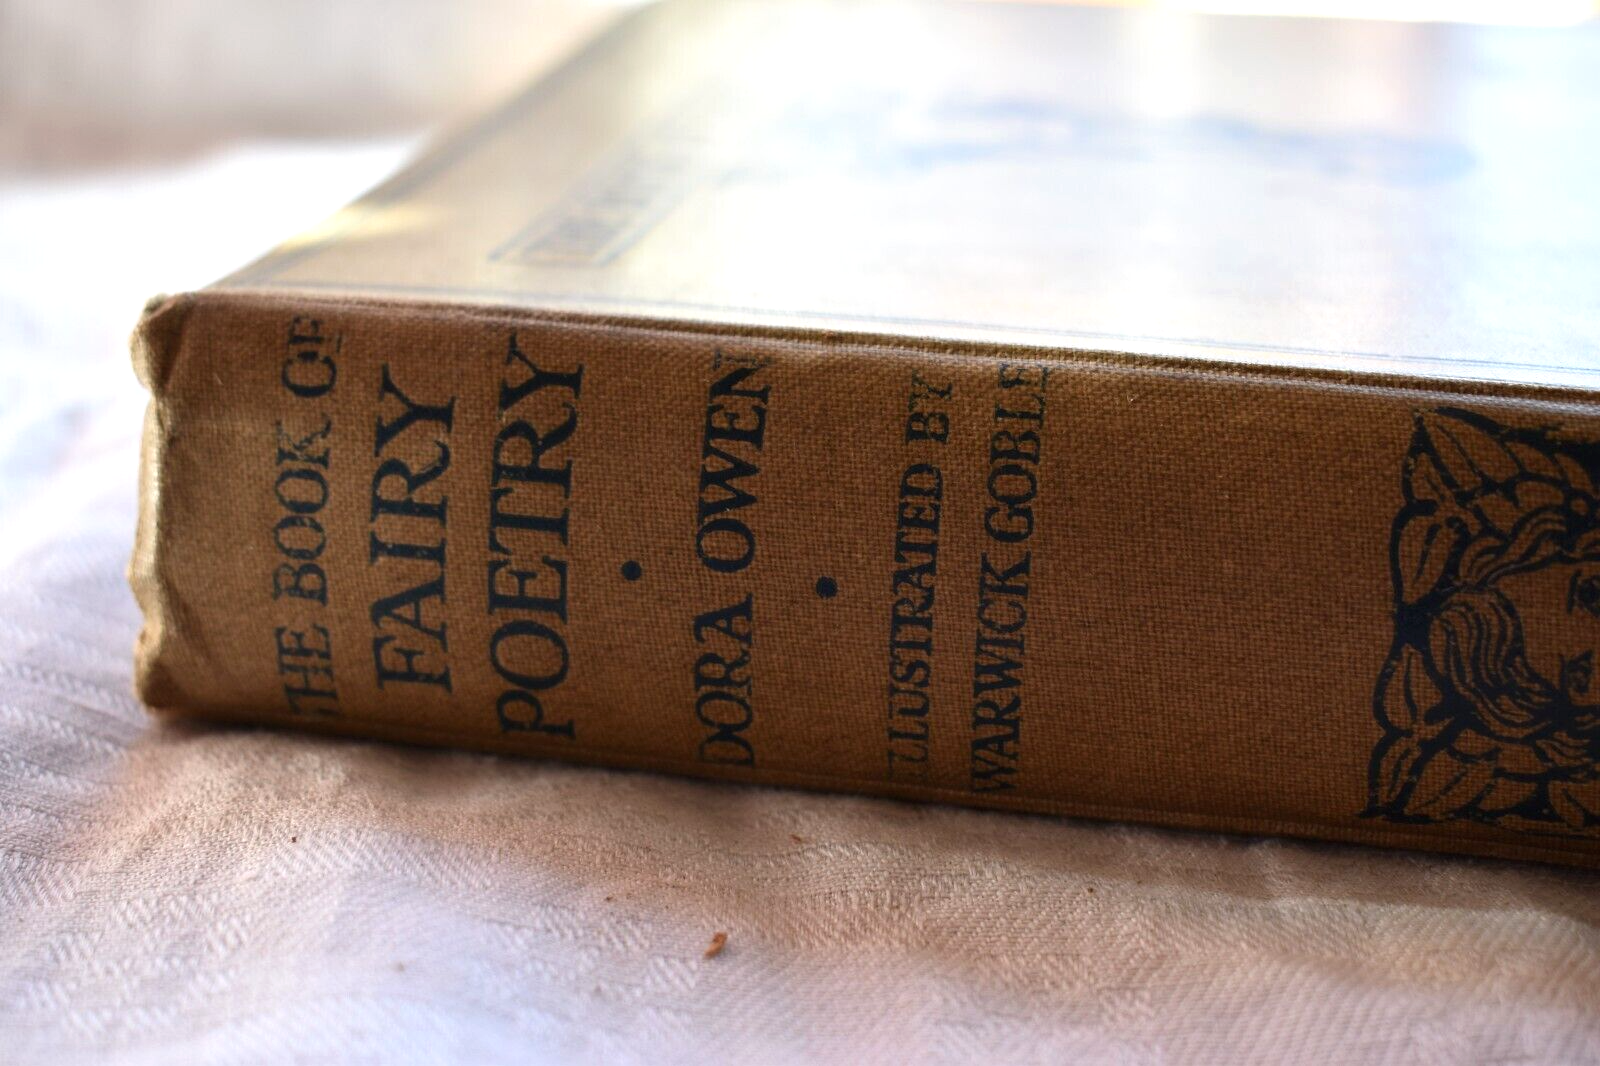 THE BOOK OF
FAIRY
POETRY
•
DORA OWEN
•
ILLUSTRATED BY
WARWICK GOBLE